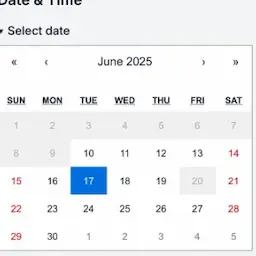 Date & Time
Select date
« ‹ June 2025 › »
SUN MON TUE WED THU FRI SAT
1 2 3 4 5 6 7
8 9 10 11 12 13 14
15 16 17 18 19 20 21
22 23 24 25 26 27 28
29 30 1 2 3 4 5